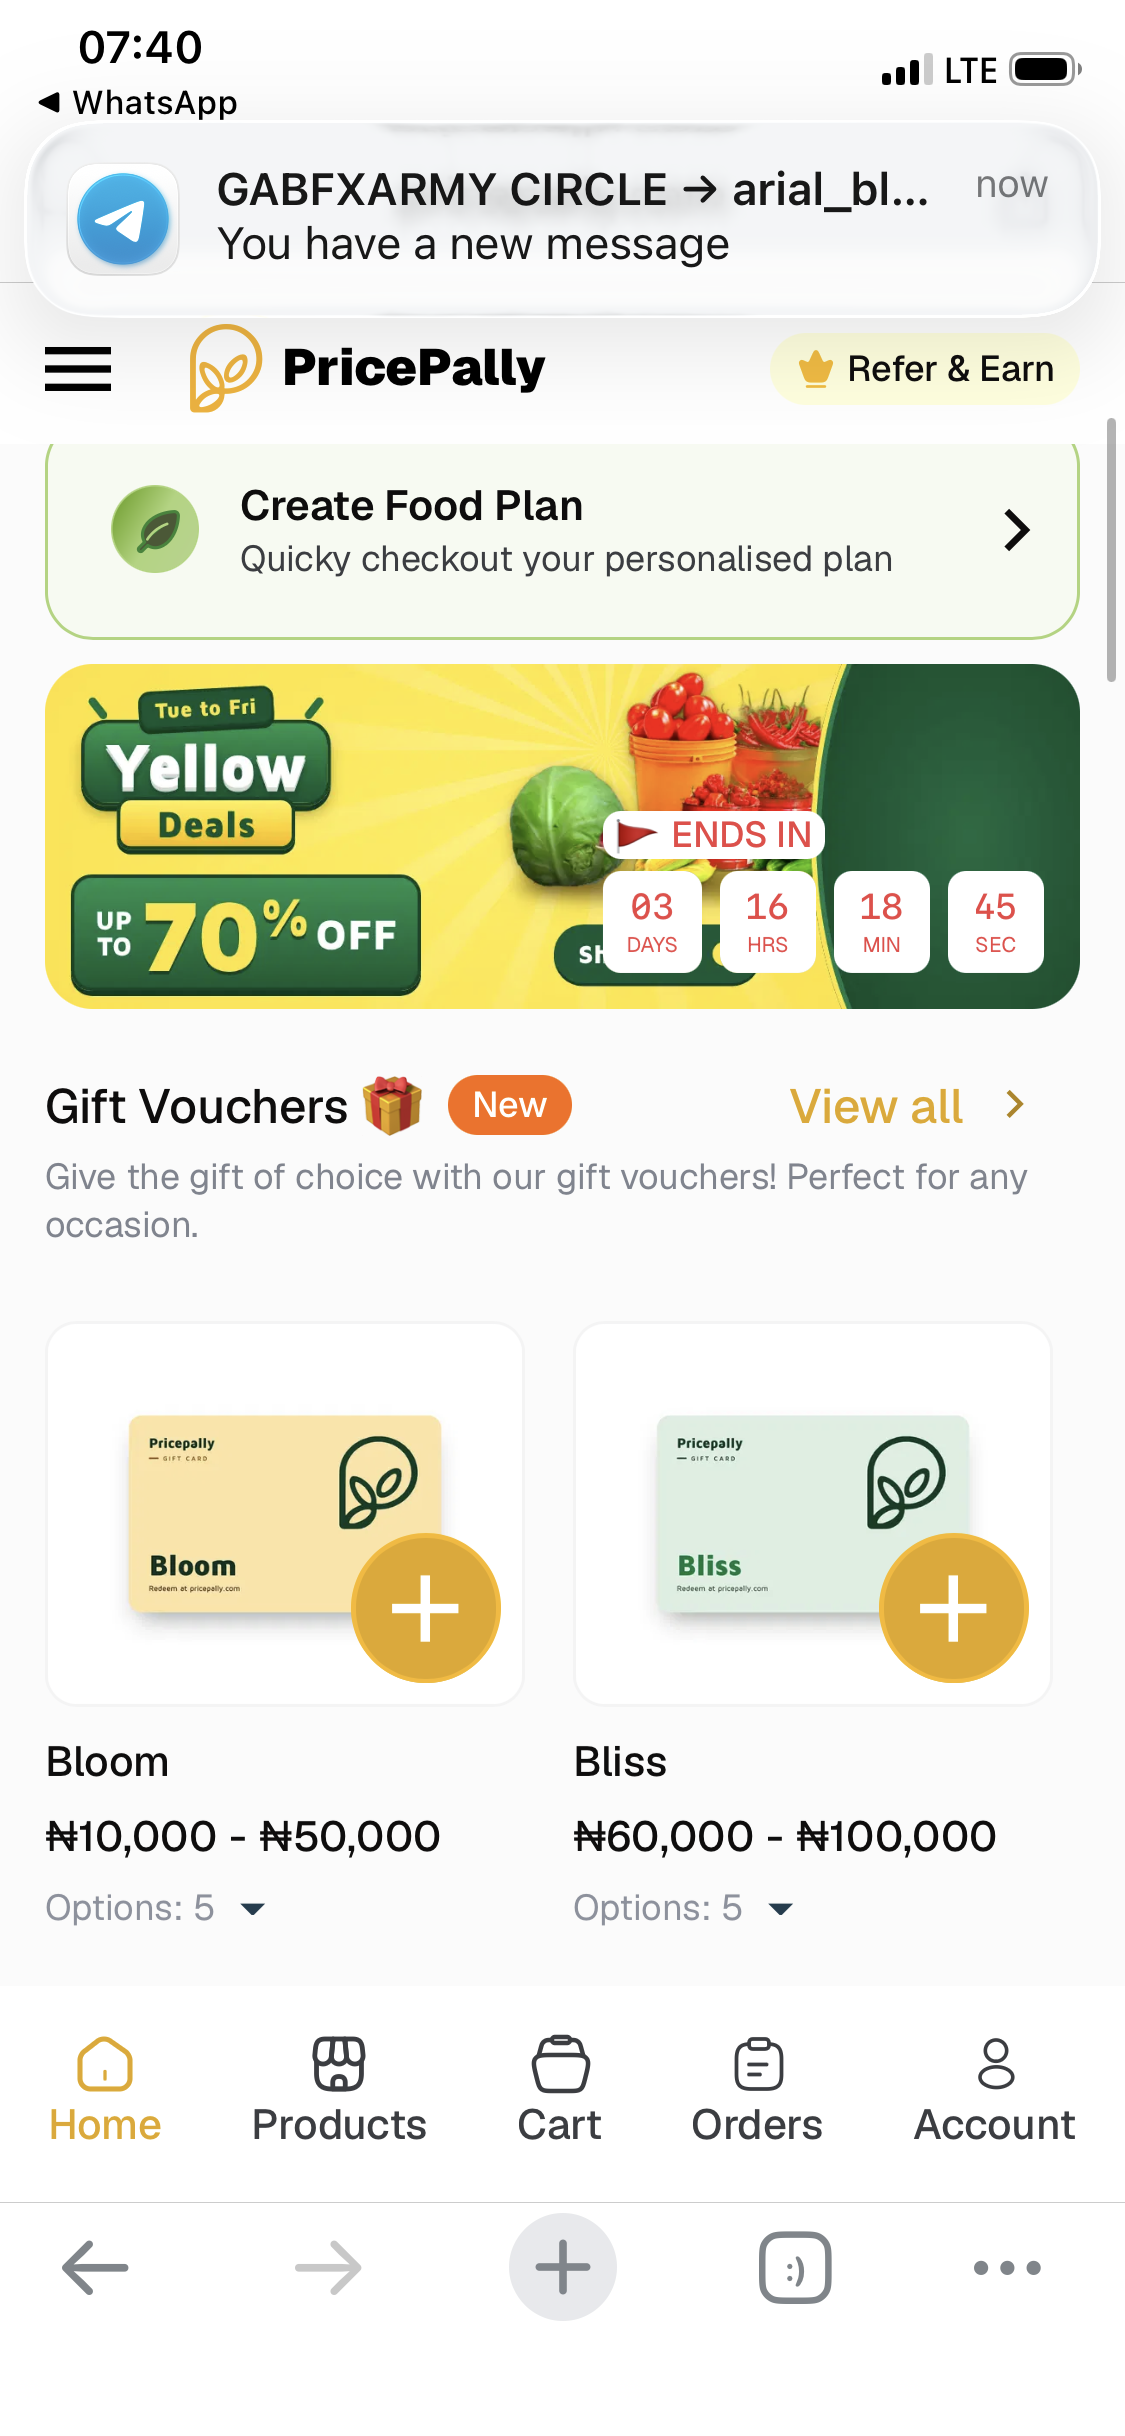 07:40
LTE
WhatsApp
GABFXARMY CIRCLE → arial_bl...
now
You have a new message
PricePally
Refer & Earn
Create Food Plan
Quicky checkout your personalised plan
Tue to Fri
Yellow
Deals
UP TO 70% OFF
ENDS IN
03 16 18 45
DAYS HRS MIN SEC
Gift Vouchers
New
View all
Give the gift of choice with our gift vouchers! Perfect for any
occasion.
Pricepally
GIFT CARD
Bloom
Redeem at pricepally.com
Pricepally
GIFT CARD
Bliss
Redeem at pricepally.com
Bloom
₦10,000 - ₦50,000
Options: 5
Bliss
₦60,000 - ₦100,000
Options: 5
Home
Products
Cart
Orders
Account
:)